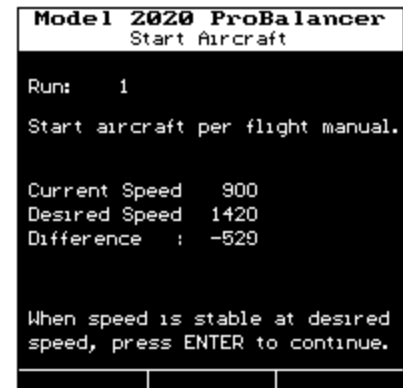 Model 2020 ProBalancer
Start Aircraft
Run: 1
Start aircraft per flight manual.
Current Speed 900
Desired Speed 1420
Difference : -520
When speed is stable at desired
speed, press ENTER to continue.